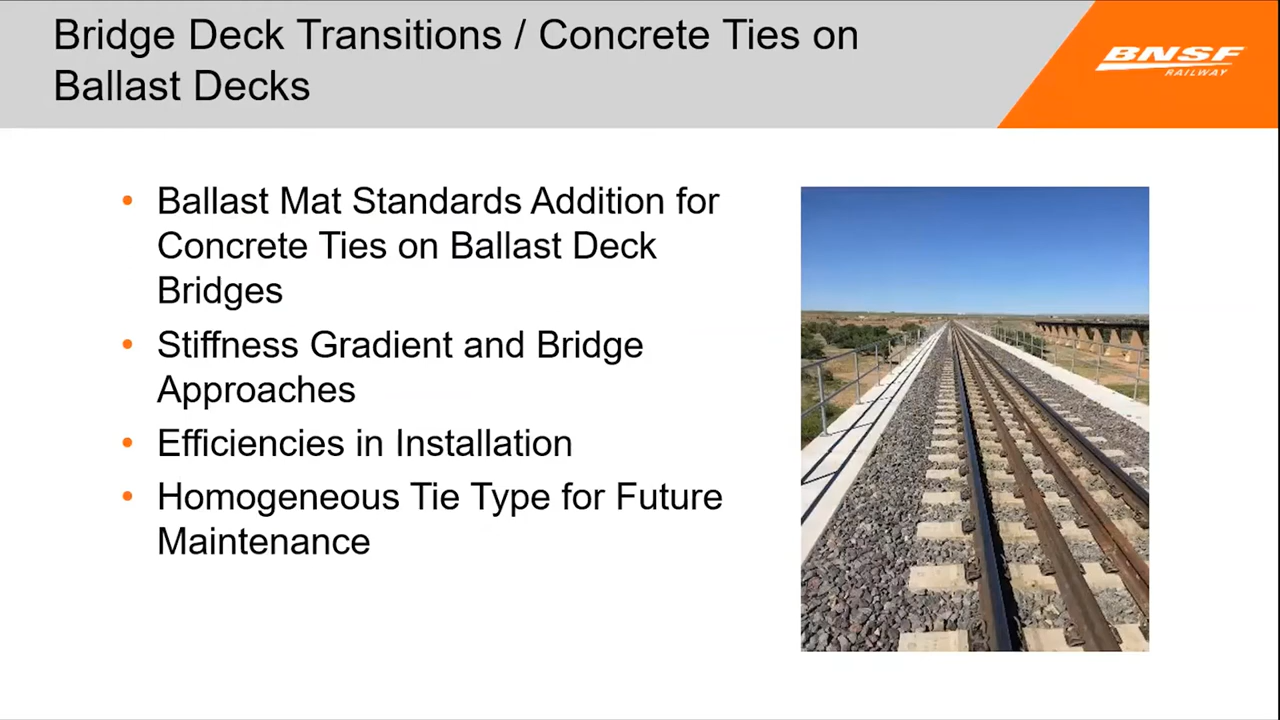 Bridge Deck Transitions / Concrete Ties on
Ballast Decks
BNSF
RAILWAY
• Ballast Mat Standards Addition for
Concrete Ties on Ballast Deck
Bridges
• Stiffness Gradient and Bridge
Approaches
• Efficiencies in Installation
• Homogeneous Tie Type for Future
Maintenance